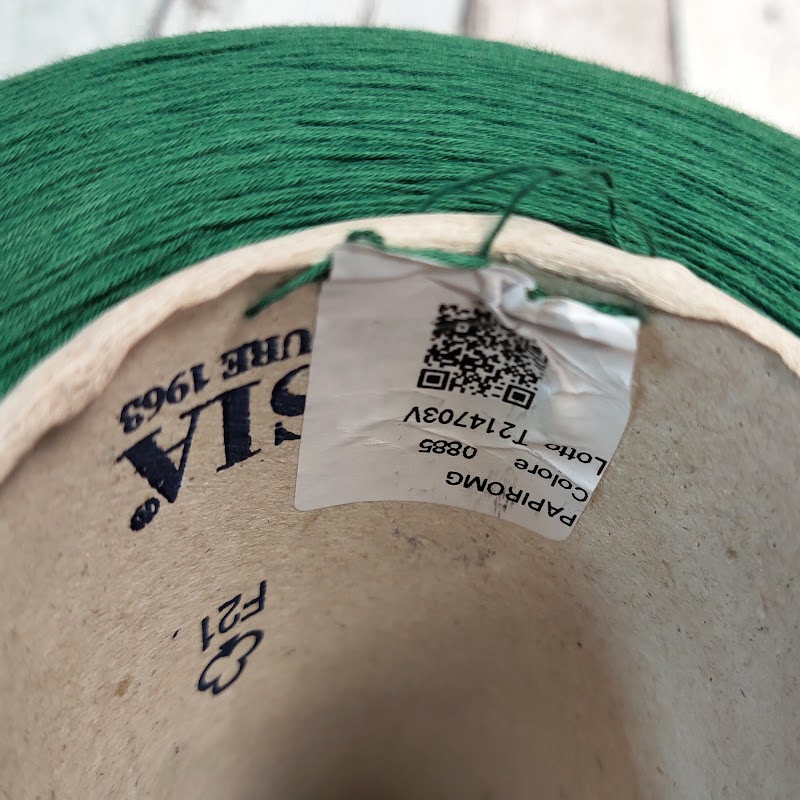 PAPIROMG
Colore 0885
Lotto T214703V
SIA®
URE 1963
F21